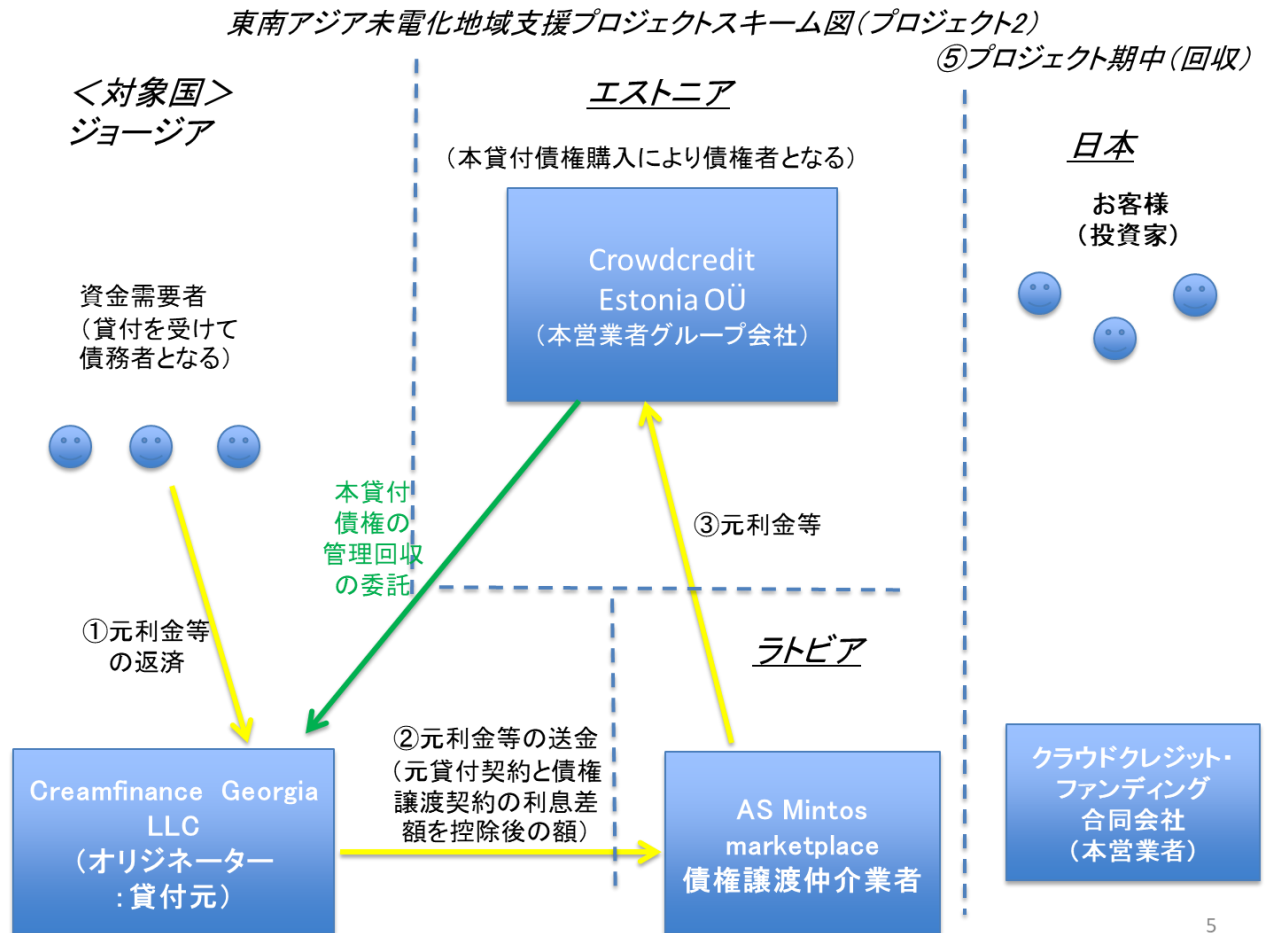 東南アジア未電化地域支援プロジェクトスキーム図（プロジェクト2）
⑤プロジェクト期中（回収）
＜対象国＞
ジョージア
エストニア
日本
（本貸付債権購入により債権者となる）
お客様
（投資家）
Crowdcredit
Estonia OÜ
（本営業者グループ会社）
資金需要者
（貸付を受けて
債務者となる）
本貸付
債権の
管理回収
の委託
③元利金等
①元利金等
の返済
ラトビア
②元利金等の送金
（元貸付契約と債権
譲渡契約の利息差
額を控除後の額）
Creamfinance Georgia
LLC
（オリジネーター
：貸付元）
AS Mintos
marketplace
債権譲渡仲介業者
クラウドクレジット・
ファンディング
合同会社
（本営業者）
5